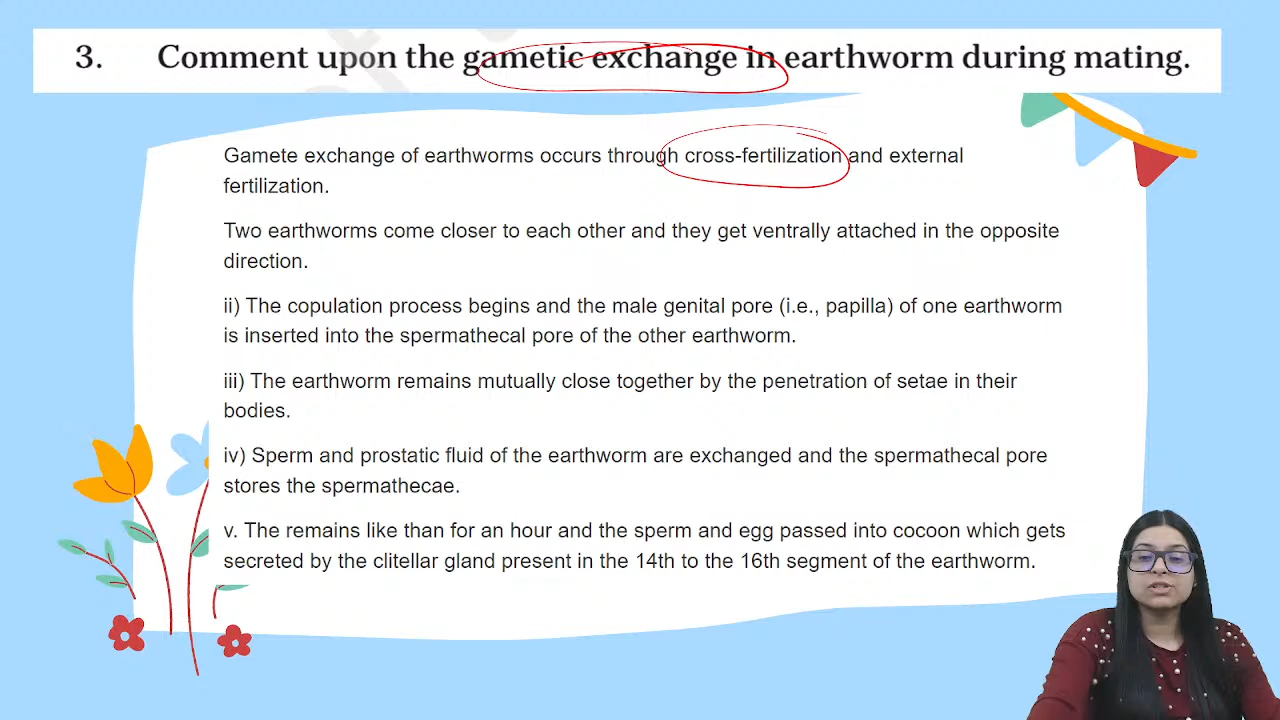 3. Comment upon the gametic exchange in earthworm during mating.
Gamete exchange of earthworms occurs through cross-fertilization and external
fertilization.
Two earthworms come closer to each other and they get ventrally attached in the opposite
direction.
ii) The copulation process begins and the male genital pore (i.e., papilla) of one earthworm
is inserted into the spermathecal pore of the other earthworm.
iii) The earthworm remains mutually close together by the penetration of setae in their
bodies.
iv) Sperm and prostatic fluid of the earthworm are exchanged and the spermathecal pore
stores the spermathecae.
v. The remains like than for an hour and the sperm and egg passed into cocoon which gets
secreted by the clitellar gland present in the 14th to the 16th segment of the earthworm.